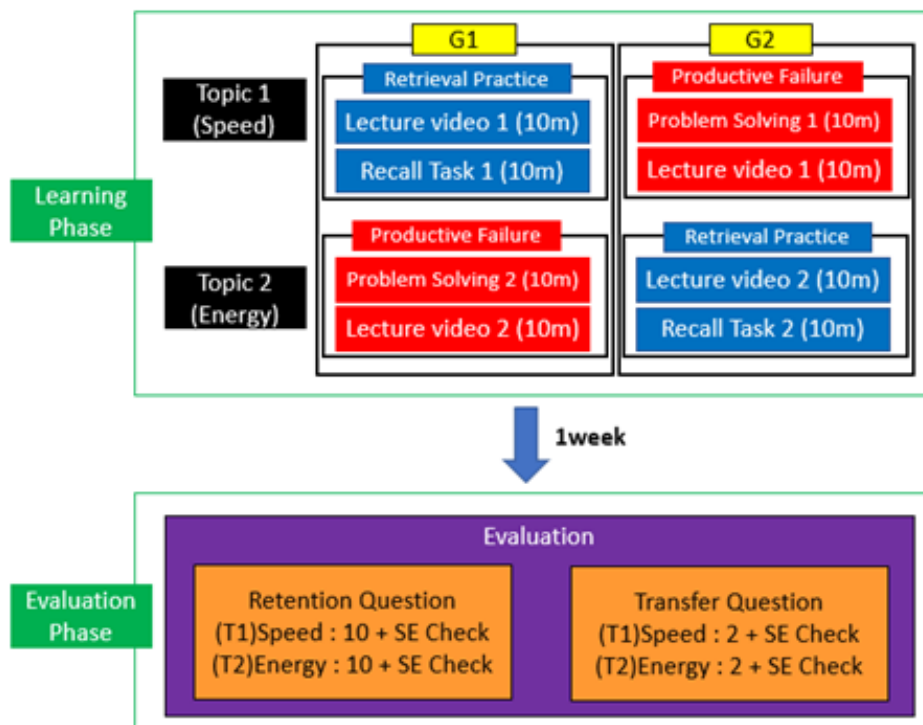 G1
G2
Topic 1
(Speed)
Retrieval Practice
Lecture video 1 (10m)
Recall Task 1 (10m)
Productive Failure
Problem Solving 1 (10m)
Lecture video 1 (10m)
Learning
Phase
Topic 2
(Energy)
Productive Failure
Problem Solving 2 (10m)
Lecture video 2 (10m)
Retrieval Practice
Lecture video 2 (10m)
Recall Task 2 (10m)
1week
Evaluation
Phase
Evaluation
Retention Question
(T1)Speed : 10 + SE Check
(T2)Energy : 10 + SE Check
Transfer Question
(T1)Speed : 2 + SE Check
(T2)Energy : 2 + SE Check